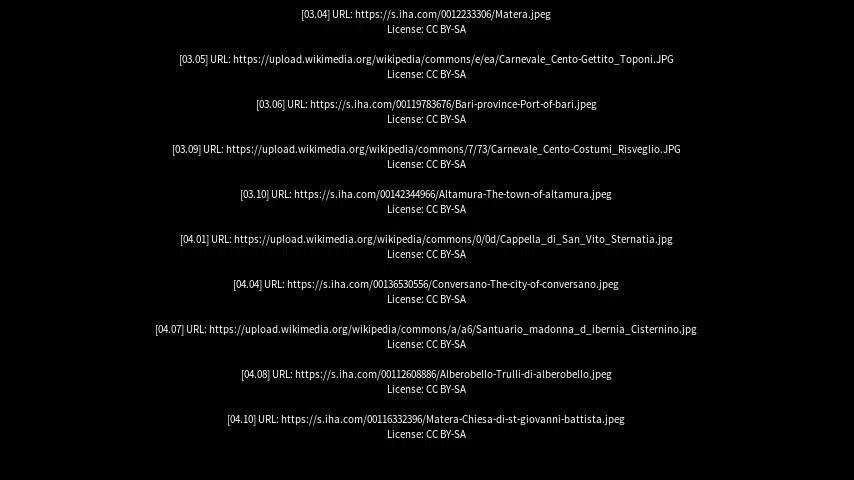 [03.04] URL: https://s.iha.com/0012233306/Matera.jpeg
License: CC BY-SA
[03.05] URL: https://upload.wikimedia.org/wikipedia/commons/e/ea/Carnevale_Cento-Gettito_Toponi.JPG
License: CC BY-SA
[03.06] URL: https://s.iha.com/00119783676/Bari-province-Port-of-bari.jpeg
License: CC BY-SA
[03.09] URL: https://upload.wikimedia.org/wikipedia/commons/7/73/Carnevale_Cento-Costumi_Risveglio.JPG
License: CC BY-SA
[03.10] URL: https://s.iha.com/00142344966/Altamura-The-town-of-altamura.jpeg
License: CC BY-SA
[04.01] URL: https://upload.wikimedia.org/wikipedia/commons/0/0d/Cappella_di_San_Vito_Sternatia.jpg
License: CC BY-SA
[04.04] URL: https://s.iha.com/00136530556/Conversano-The-city-of-conversano.jpeg
License: CC BY-SA
[04.07] URL: https://upload.wikimedia.org/wikipedia/commons/a/a6/Santuario_madonna_d_ibernia_Cisternino.jpg
License: CC BY-SA
[04.08] URL: https://s.iha.com/00112608886/Alberobello-Trulli-di-alberobello.jpeg
License: CC BY-SA
[04.10] URL: https://s.iha.com/00116332396/Matera-Chiesa-di-st-giovanni-battista.jpeg
License: CC BY-SA